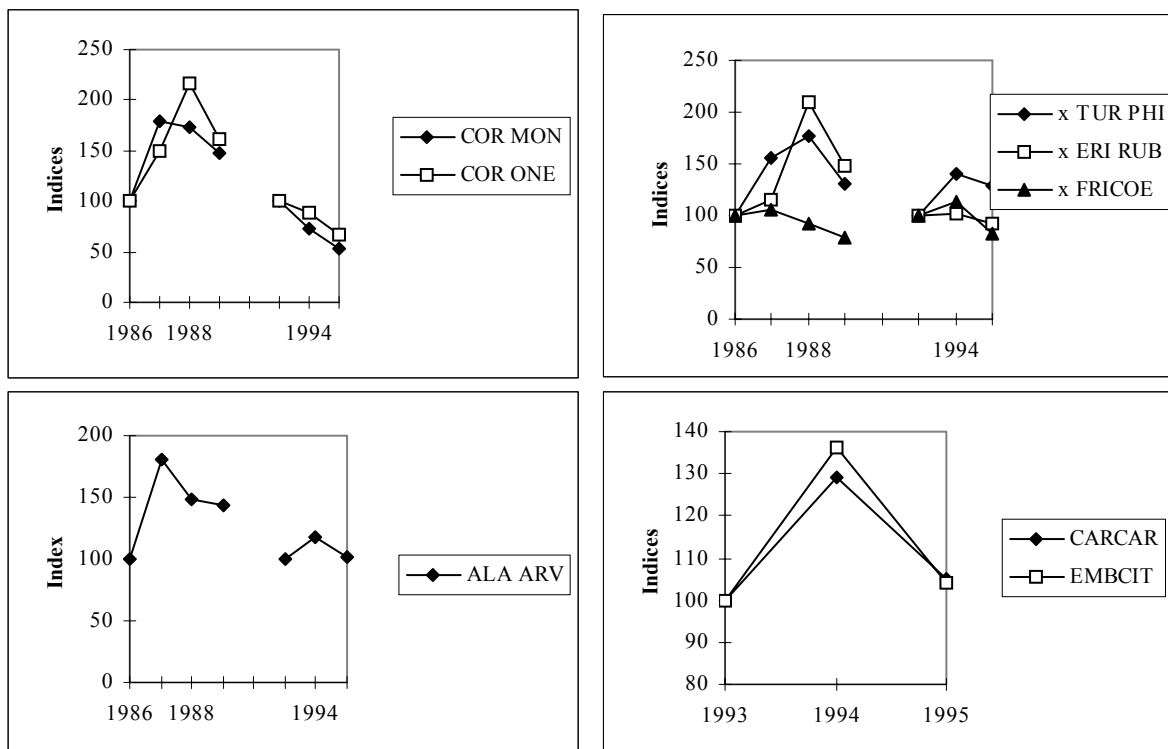 250
200
150
100
50
0
Indices
1986 1988 1994
COR MON
COR ONE
250
200
150
100
50
0
Indices
1986 1988 1994
x TUR PHI
x ERI RUB
x FRICOE
200
150
100
50
0
Index
1986 1988 1994
ALA ARV
140
130
120
110
100
90
80
Indices
1993 1994 1995
CARCAR
EMBCIT